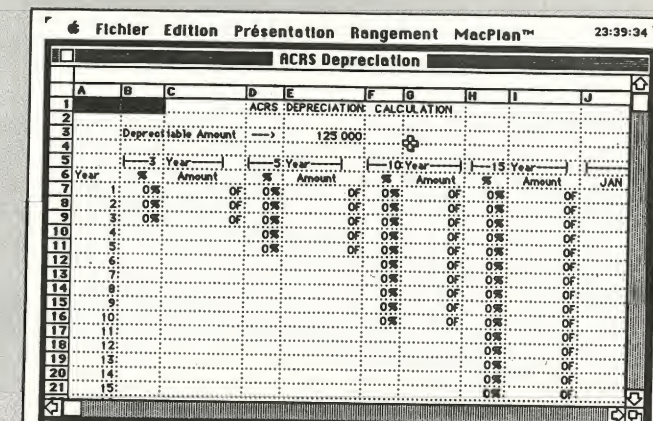 Fichier Edition Présentation Rangement MacPlan™ 23:39:34
ACRS Depreciation
A B C D E F G H I J
1 ACRS DEPRECIATION CALCULATION
2
3 Depreciable Amount ---> 125 000
4
5 |—3 Year—| |—5 Year—| |—10 Year—| |—15 Year—| |—
6 Year % Amount % Amount % Amount % Amount JAN
7 1 0% 0F 0% 0F 0% 0F 0% 0F
8 2 0% 0F 0% 0F 0% 0F 0% 0F
9 3 0% 0F 0% 0F 0% 0F 0% 0F
10 4 0% 0F 0% 0F 0% 0F
11 5 0% 0F 0% 0F 0% 0F
12 6 0% 0F 0% 0F
13 7 0% 0F 0% 0F
14 8 0% 0F 0% 0F
15 9 0% 0F 0% 0F
16 10 0% 0F 0% 0F
17 11 0% 0F
18 12 0% 0F
19 13 0% 0F
20 14 0% 0F
21 15 0% 0F